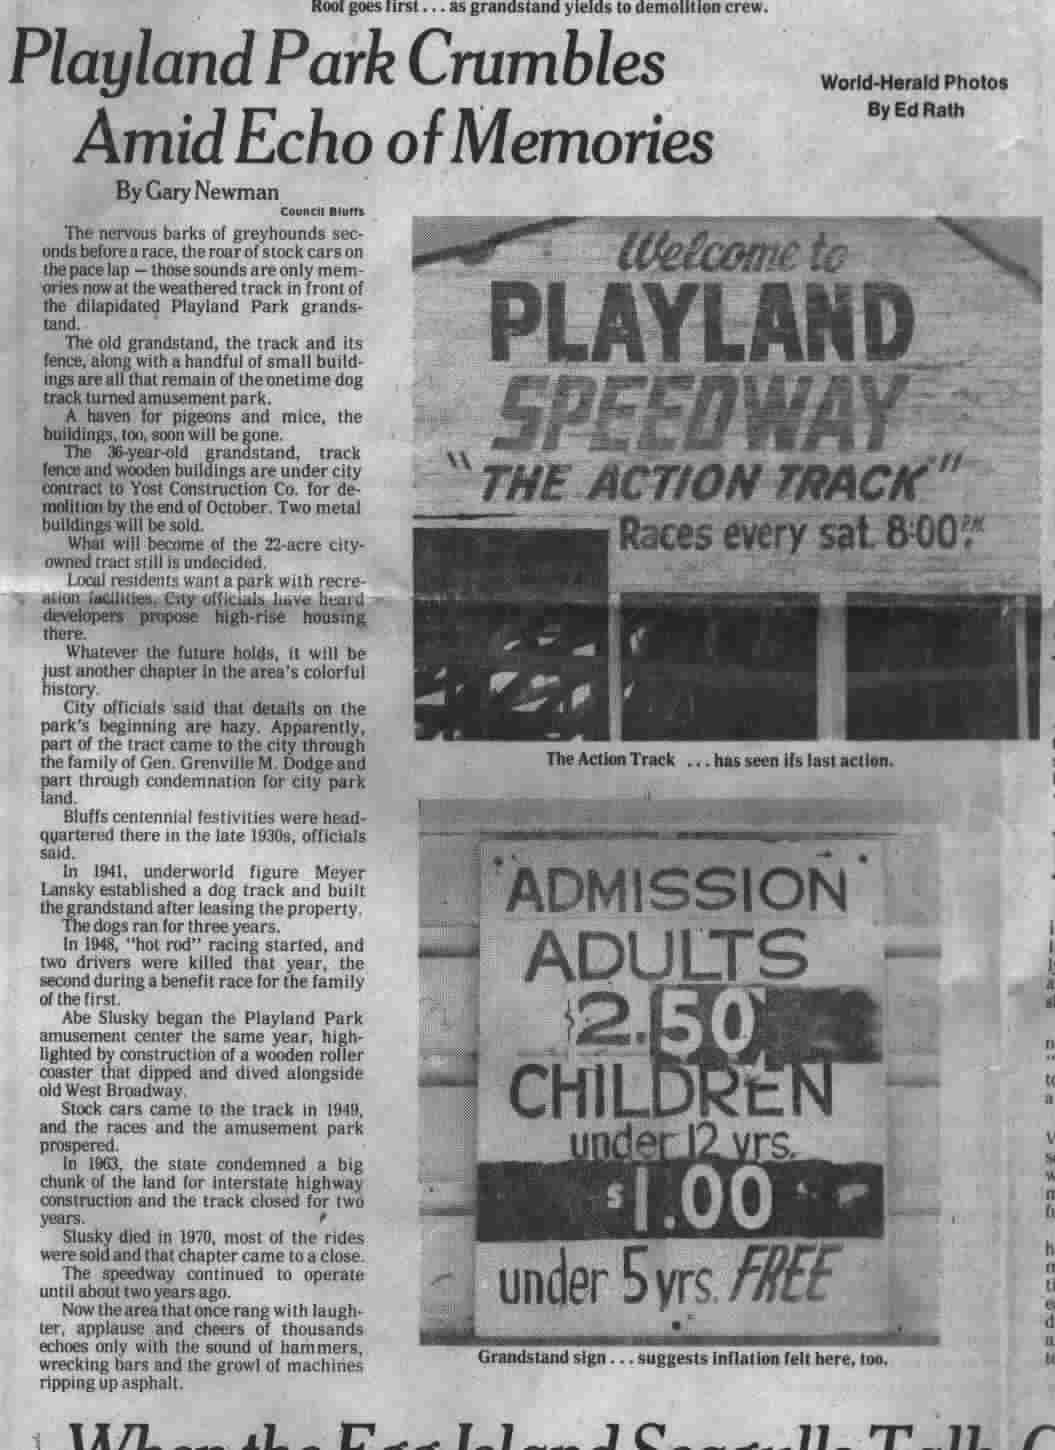 Roof goes first . . . as grandstand yields to demolition crew.
Playland Park Crumbles
Amid Echo of Memories
World-Herald Photos
By Ed Rath
By Gary Newman
Council Bluffs
The nervous barks of greyhounds sec-
onds before a race, the roar of stock cars on
the pace lap — those sounds are only mem-
ories now at the weathered track in front of
the dilapidated Playland Park grands-
tand.
The old grandstand, the track and its
fence, along with a handful of small build-
ings are all that remain of the onetime dog
track turned amusement park.
A haven for pigeons and mice, the
buildings, too, soon will be gone.
The 36-year-old grandstand, track
fence and wooden buildings are under city
contract to Yost Construction Co. for de-
molition by the end of October. Two metal
buildings will be sold.
What will become of the 22-acre city-
owned tract still is undecided.
Local residents want a park with recre-
ation facilities. City officials have heard
developers propose high-rise housing
there.
Whatever the future holds, it will be
just another chapter in the area's colorful
history.
City officials said that details on the
park's beginning are hazy. Apparently,
part of the tract came to the city through
the family of Gen. Grenville M. Dodge and
part through condemnation for city park
land.
Bluffs centennial festivities were head-
quartered there in the late 1930s, officials
said.
In 1941, underworld figure Meyer
Lansky established a dog track and built
the grandstand after leasing the property.
The dogs ran for three years.
In 1948, "hot rod" racing started, and
two drivers were killed that year, the
second during a benefit race for the family
of the first.
Abe Slusky began the Playland Park
amusement center the same year, high-
lighted by construction of a wooden roller
coaster that dipped and dived alongside
old West Broadway.
Stock cars came to the track in 1949,
and the races and the amusement park
prospered.
In 1963, the state condemned a big
chunk of the land for interstate highway
construction and the track closed for two
years.
Slusky died in 1970, most of the rides
were sold and that chapter came to a close.
The speedway continued to operate
until about two years ago.
Now the area that once rang with laugh-
ter, applause and cheers of thousands
echoes only with the sound of hammers,
wrecking bars and the growl of machines
ripping up asphalt.
Welcome to
PLAYLAND
SPEEDWAY
"THE ACTION TRACK"
Races every sat. 8:00 P.M.
The Action Track . . . has seen its last action.
ADMISSION
ADULTS
$2.50
CHILDREN
under 12 yrs.
$1.00
under 5 yrs. FREE
Grandstand sign . . . suggests inflation felt here, too.
When the Egg Island Seagulls Talk